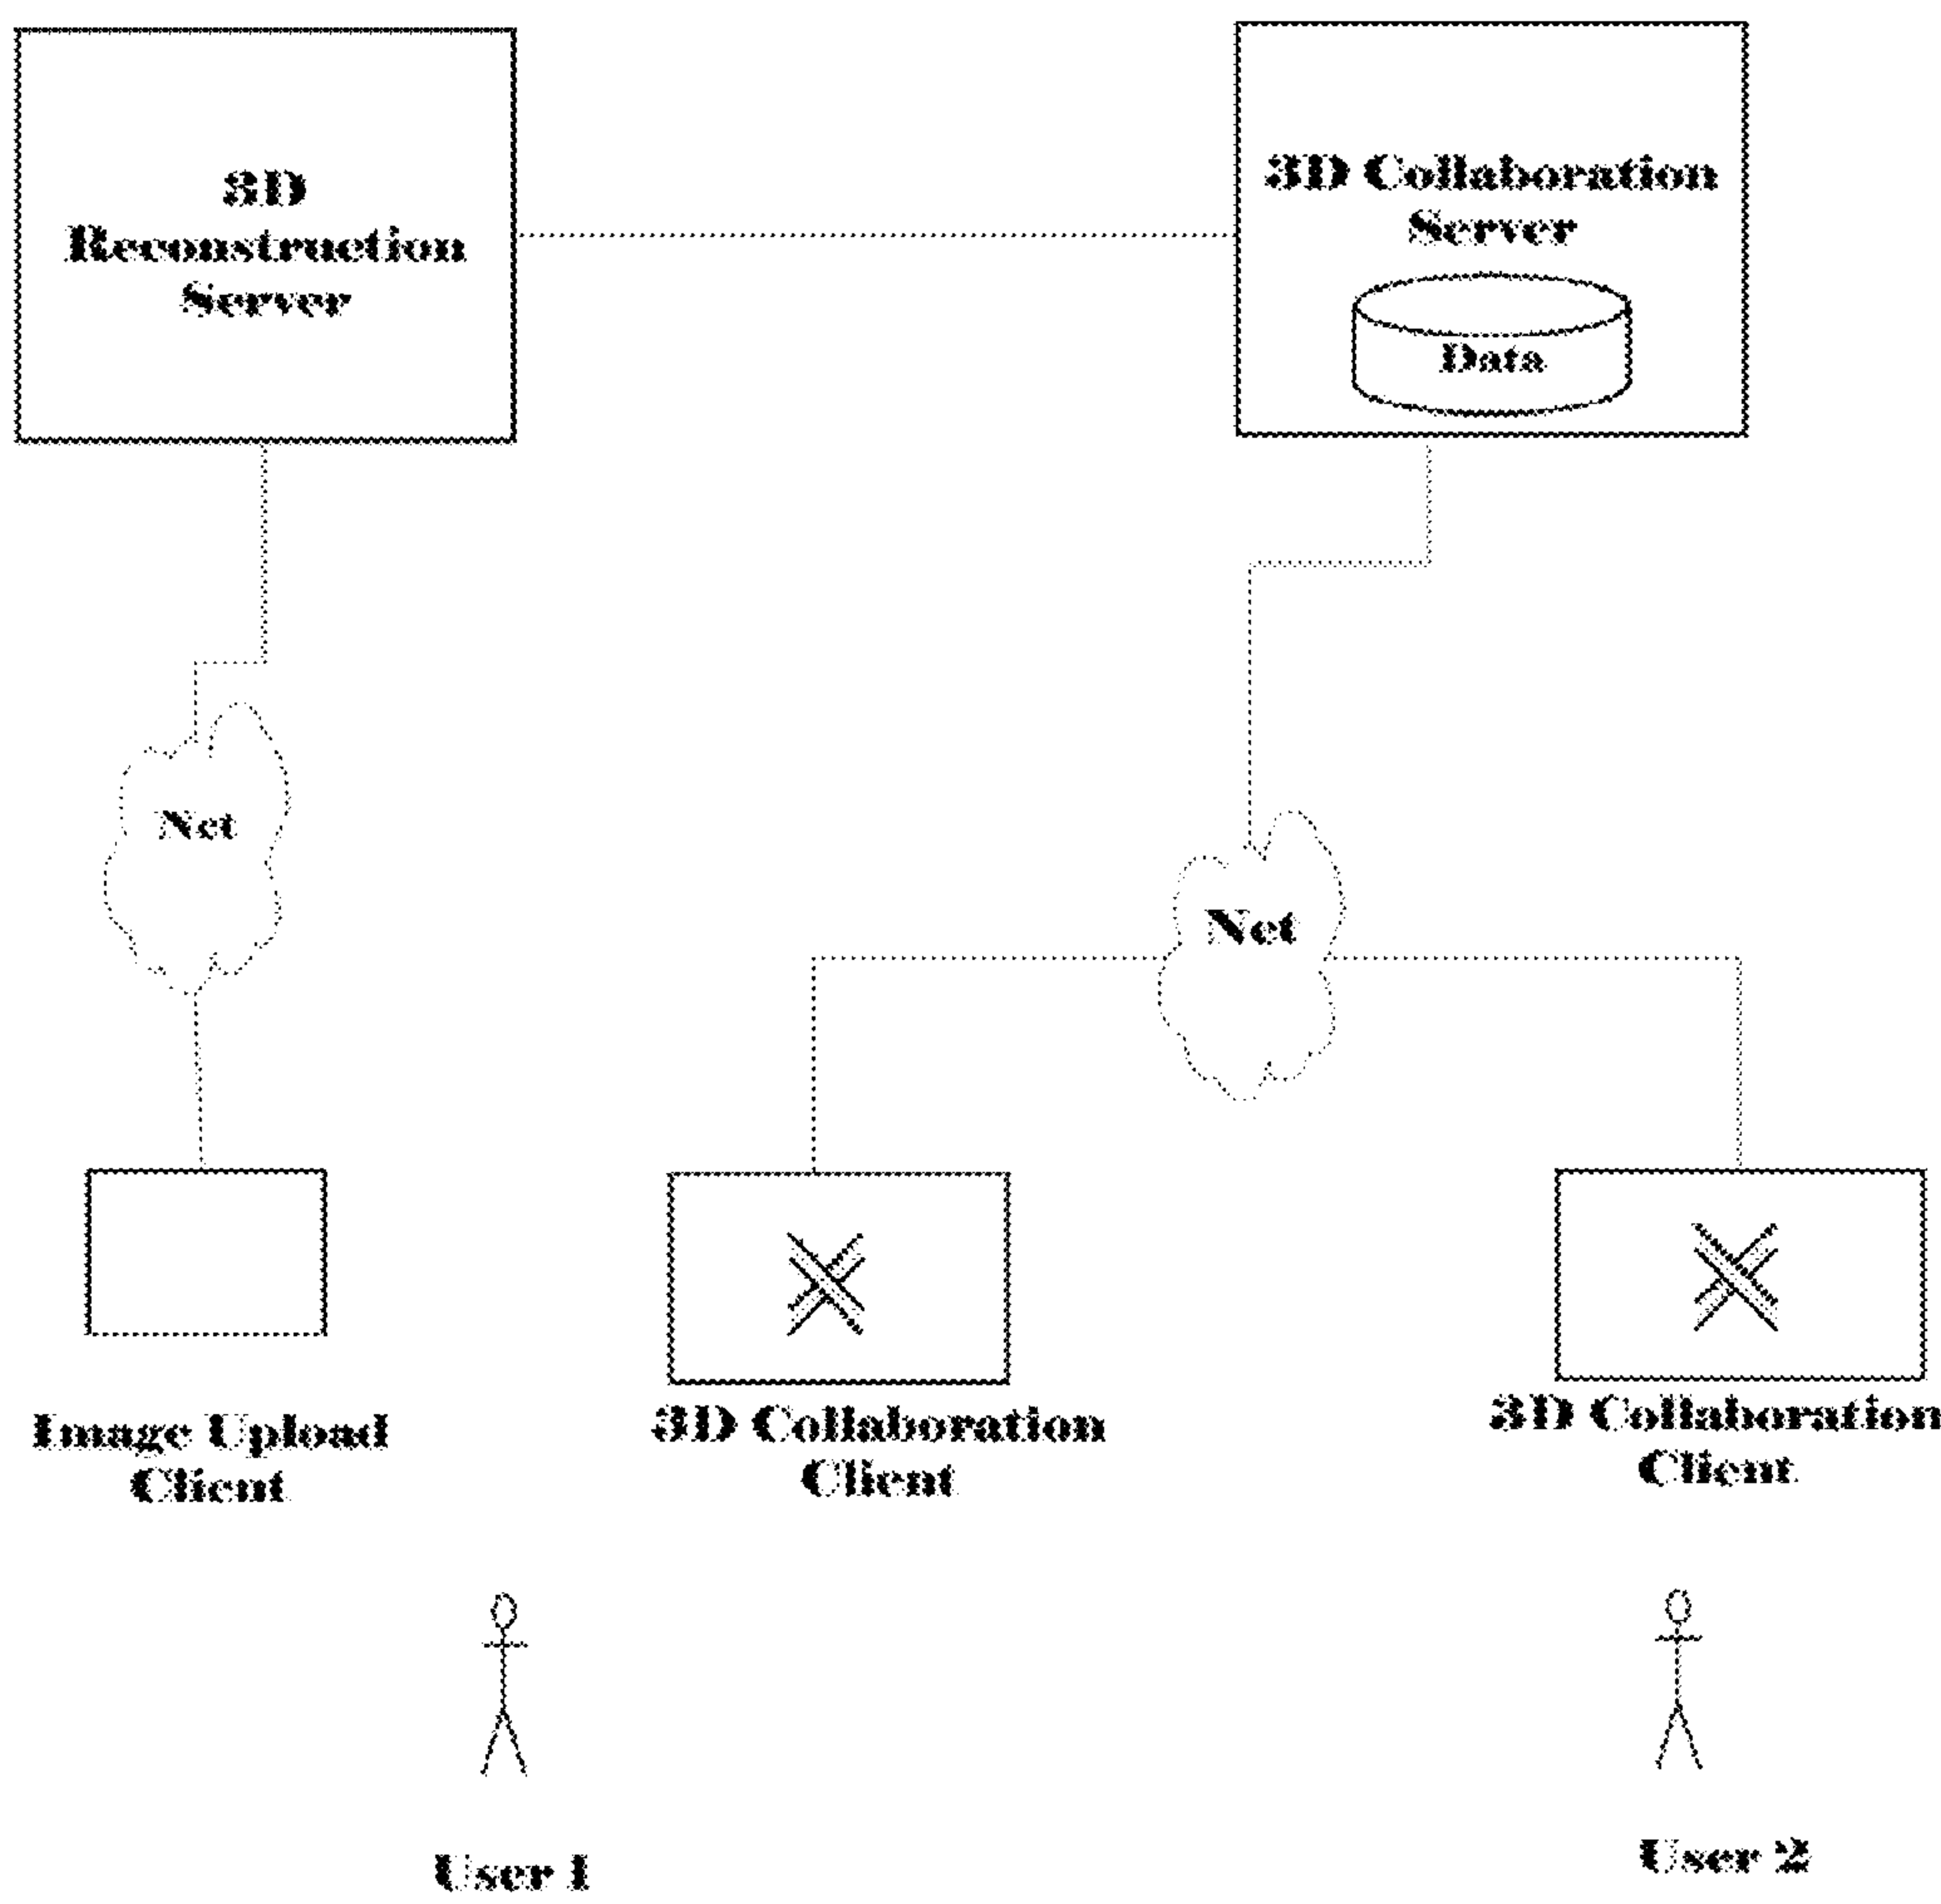 3D
Reconstruction
Server
3D Collaboration
Server
Data
Net
Net
Image Upload
Client
3D Collaboration
Client
3D Collaboration
Client
User 1
User 2